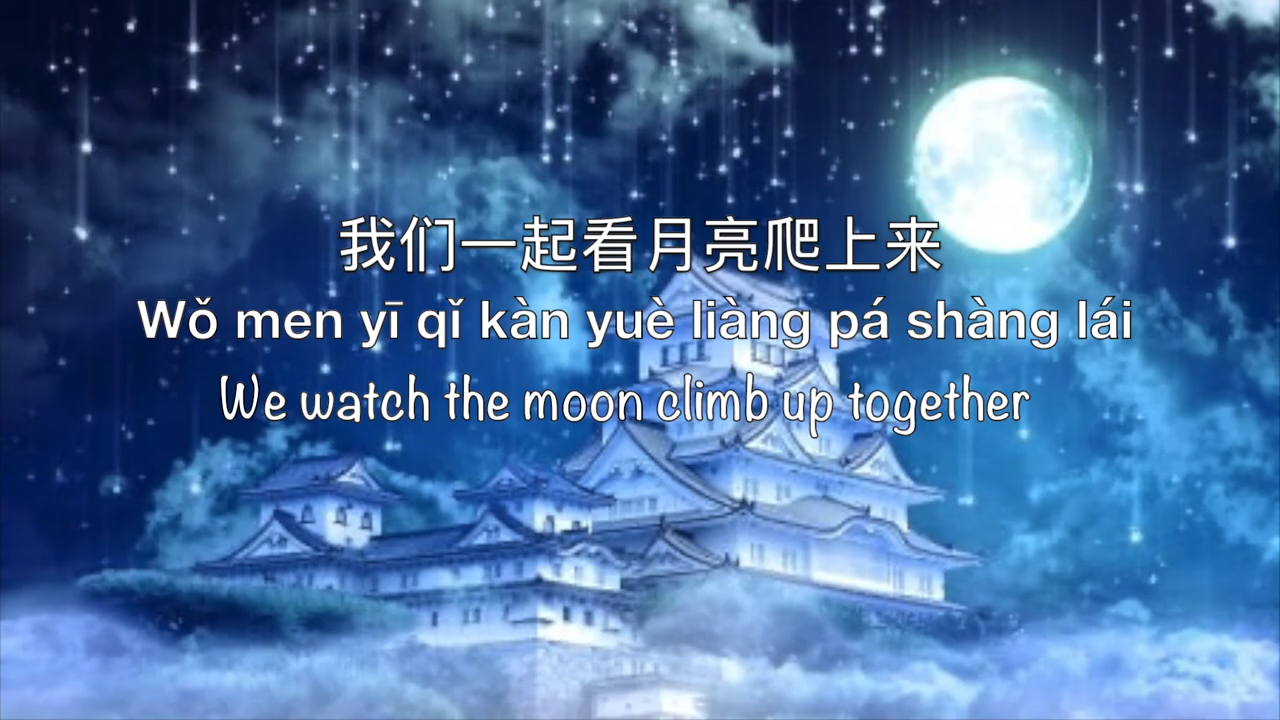 我们一起看月亮爬上来
Wǒ men yī qǐ kàn yuè liàng pá shàng lái
We watch the moon climb up together